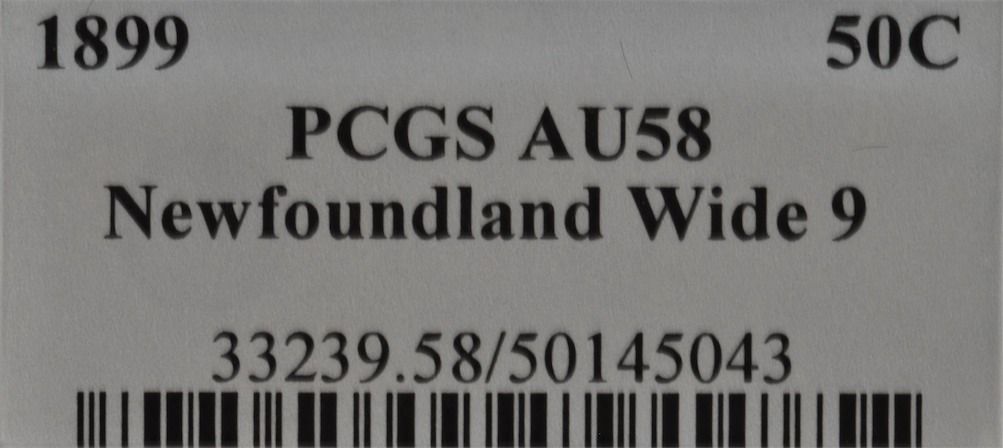 1899 50C
PCGS AU58
Newfoundland Wide 9
33239.58/50145043